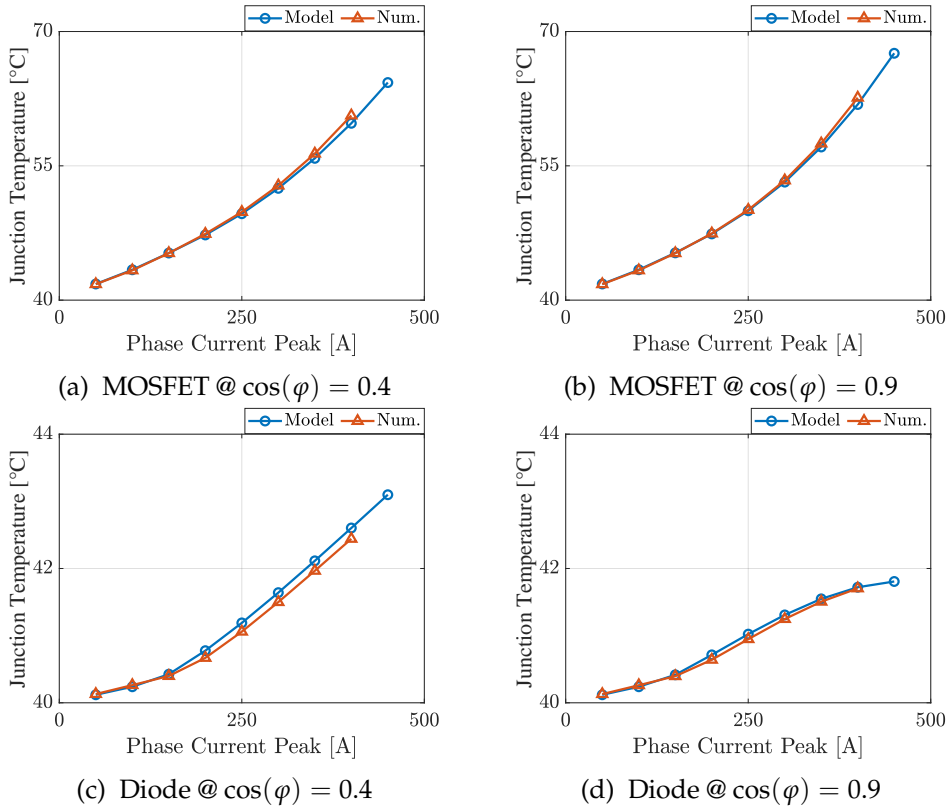 Model Num.
Model Num.
70
55
40
Junction Temperature [°C]
0 250 500
Phase Current Peak [A]
(a) MOSFET @ cos(φ) = 0.4
70
55
40
Junction Temperature [°C]
0 250 500
Phase Current Peak [A]
(b) MOSFET @ cos(φ) = 0.9
Model Num.
Model Num.
44
42
40
Junction Temperature [°C]
0 250 500
Phase Current Peak [A]
(c) Diode @ cos(φ) = 0.4
44
42
40
Junction Temperature [°C]
0 250 500
Phase Current Peak [A]
(d) Diode @ cos(φ) = 0.9